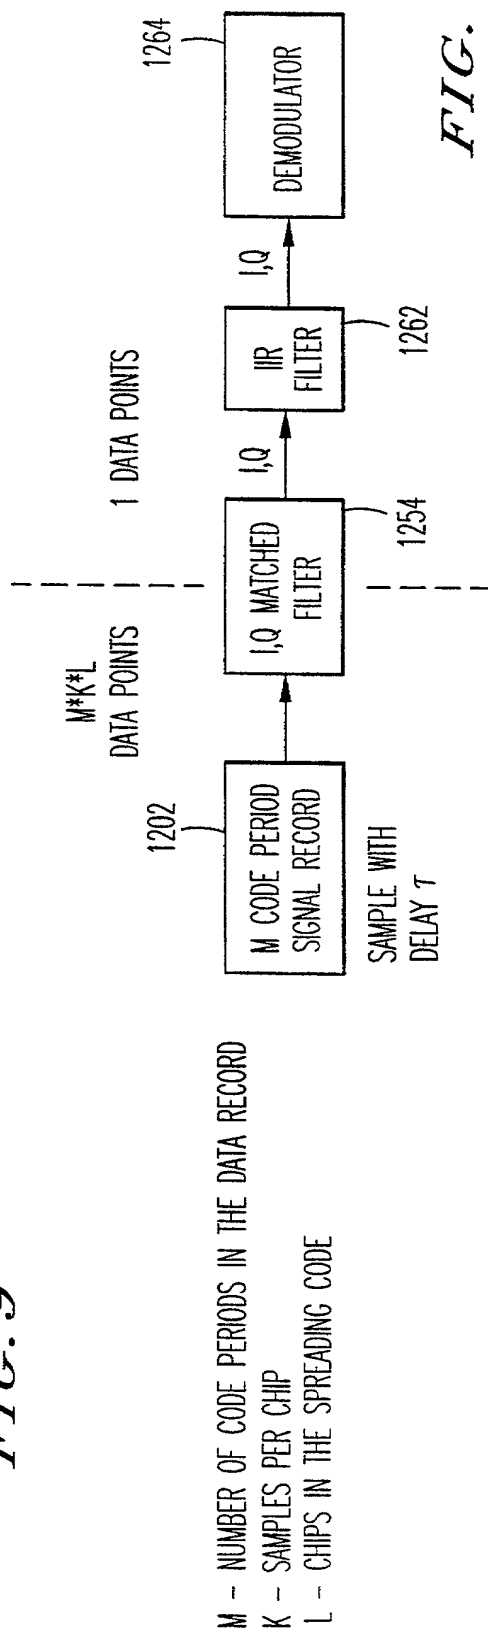 FIG. 9
M - NUMBER OF CODE PERIODS IN THE DATA RECORD
K - SAMPLES PER CHIP
L - CHIPS IN THE SPREADING CODE
M*K*L
DATA POINTS
1 DATA POINTS
1202
M CODE PERIOD
SIGNAL RECORD
SAMPLE WITH
DELAY τ
I,Q MATCHED
FILTER
1254
I,Q
IIR
FILTER
1262
I,Q
DEMODULATOR
1264
FIG.